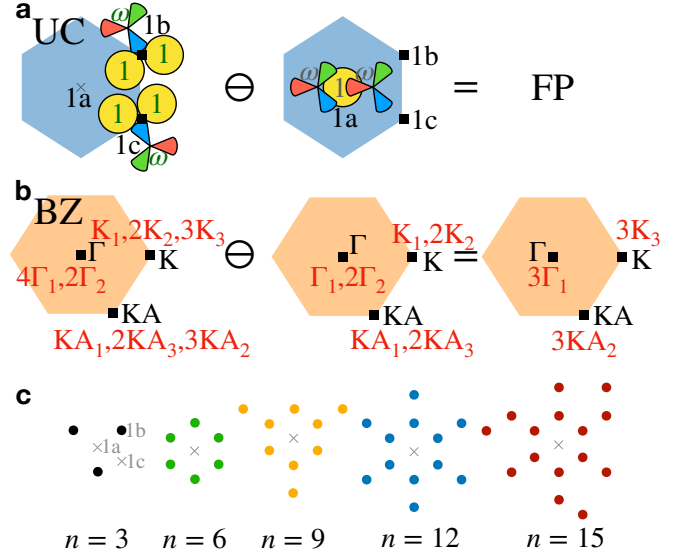 a
UC
ω 1b
1 1
1a
1 1
1c
ω
⊖
ω 1 ω
1a
1b
1c
= FP
b
BZ
K₁,2K₂,3K₃
Γ
K
4Γ₁,2Γ₂
KA
KA₁,2KA₃,3KA₂
⊖
K₁,2K₂
Γ
K
Γ₁,2Γ₂
KA
KA₁,2KA₃
=
3K₃
Γ
K
3Γ₁
KA
3KA₂
c
1b
1a
1c
n = 3 n = 6 n = 9 n = 12 n = 15